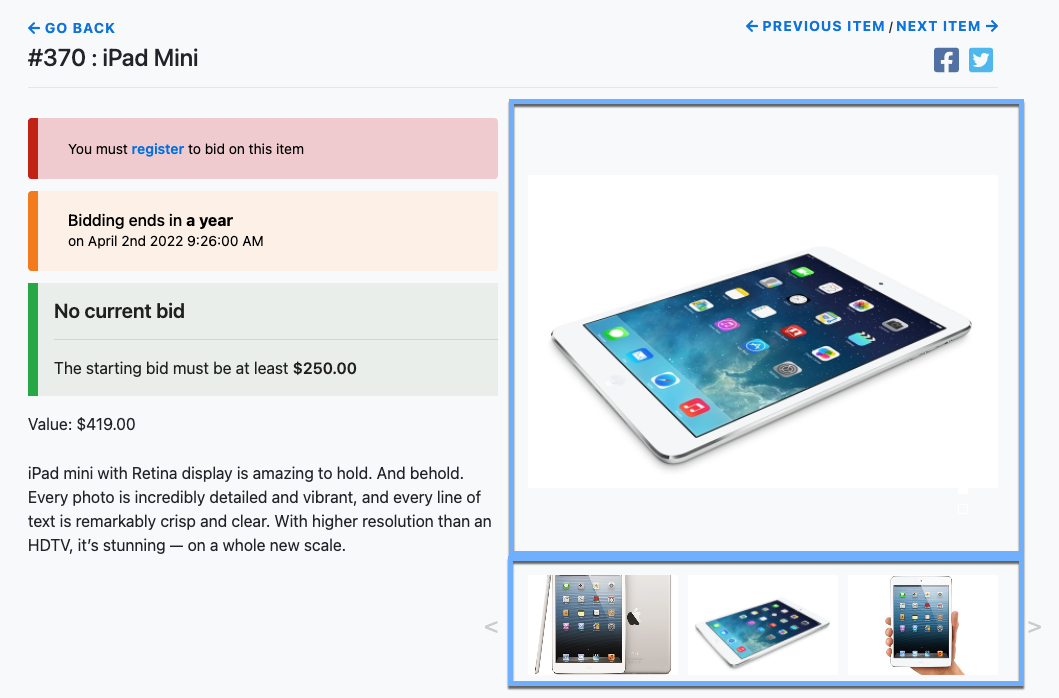 ← GO BACK
← PREVIOUS ITEM / NEXT ITEM →
#370 : iPad Mini
You must register to bid on this item
Bidding ends in a year
on April 2nd 2022 9:26:00 AM
No current bid
The starting bid must be at least $250.00
Value: $419.00
iPad mini with Retina display is amazing to hold. And behold.
Every photo is incredibly detailed and vibrant, and every line of
text is remarkably crisp and clear. With higher resolution than an
HDTV, it’s stunning — on a whole new scale.
< >